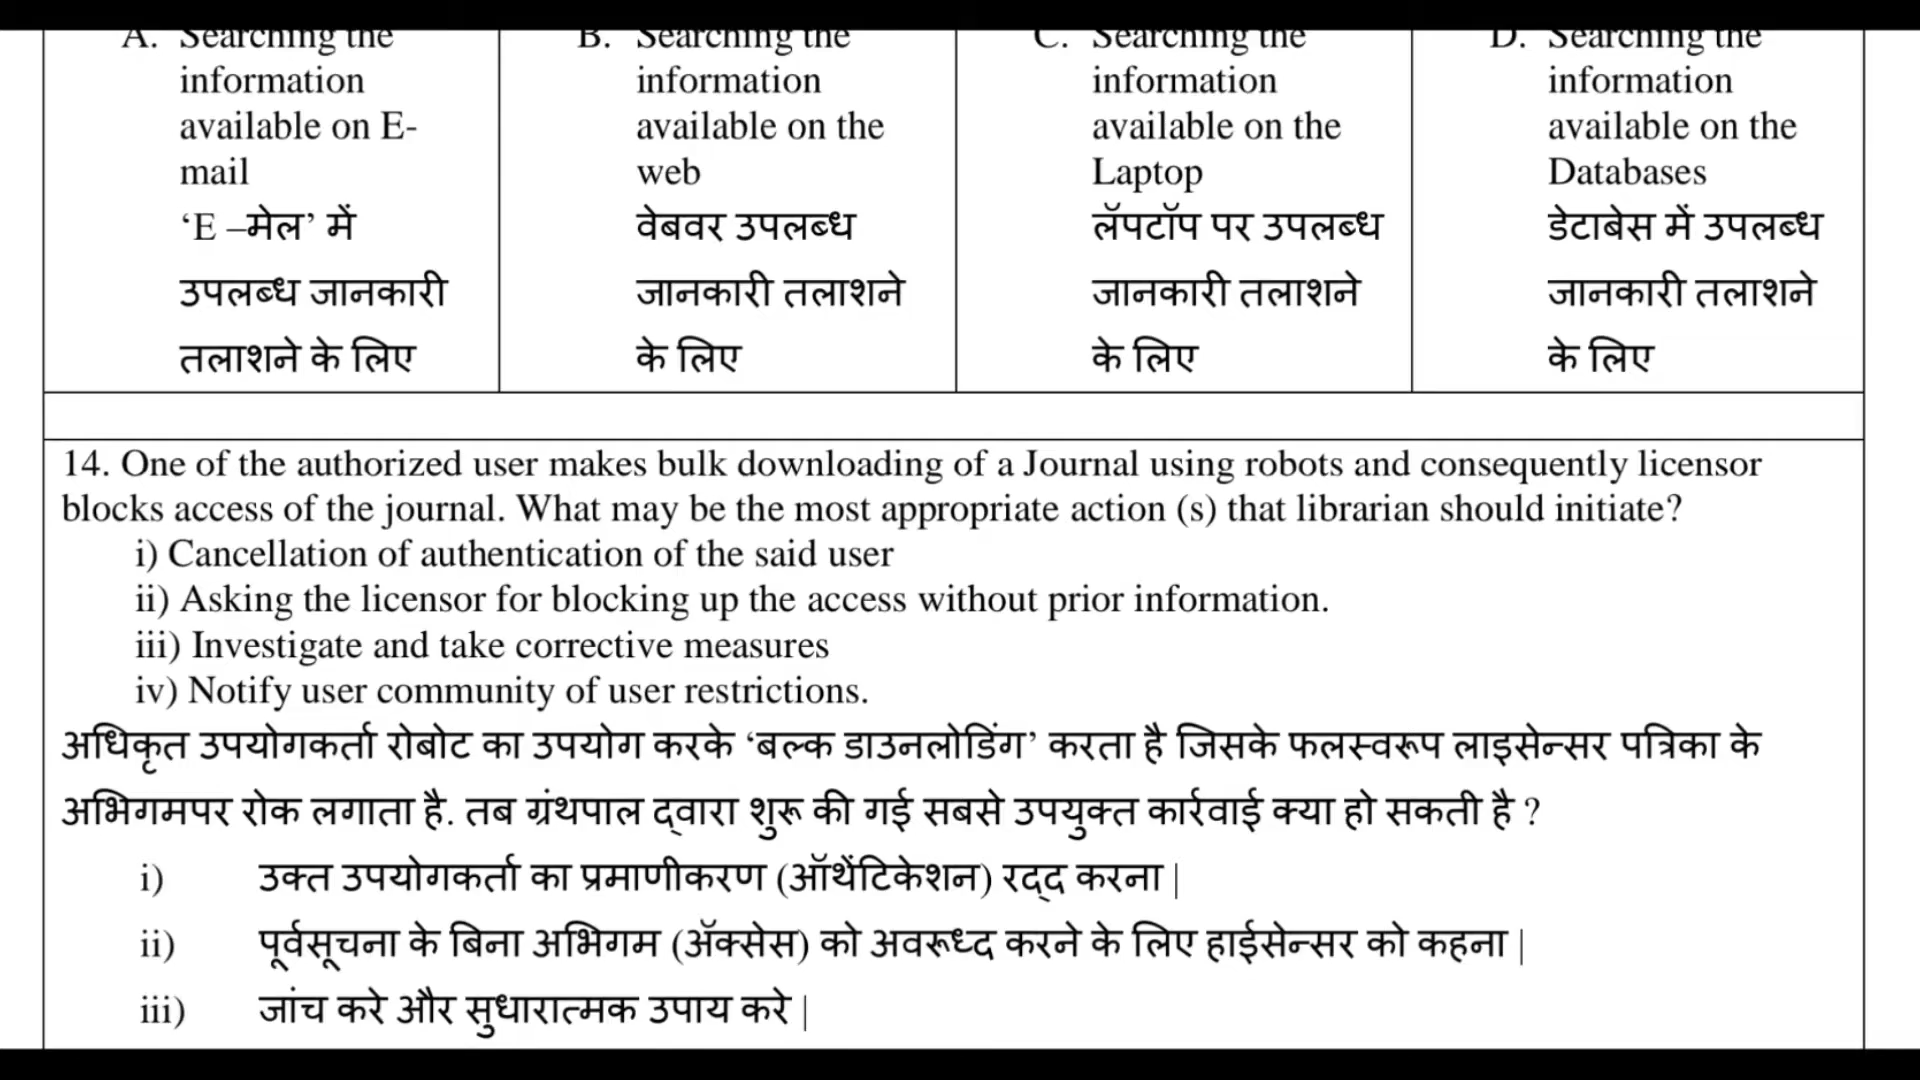 A. Searching the
information
available on E-
mail
‘E –मेल’ में
उपलब्ध जानकारी
तलाशने के लिए
B. Searching the
information
available on the
web
वेबवर उपलब्ध
जानकारी तलाशने
के लिए
C. Searching the
information
available on the
Laptop
लॅपटॉप पर उपलब्ध
जानकारी तलाशने
के लिए
D. Searching the
information
available on the
Databases
डेटाबेस में उपलब्ध
जानकारी तलाशने
के लिए
14. One of the authorized user makes bulk downloading of a Journal using robots and consequently licensor
blocks access of the journal. What may be the most appropriate action (s) that librarian should initiate?
i) Cancellation of authentication of the said user
ii) Asking the licensor for blocking up the access without prior information.
iii) Investigate and take corrective measures
iv) Notify user community of user restrictions.
अधिकृत उपयोगकर्ता रोबोट का उपयोग करके ‘बल्क डाउनलोडिंग’ करता है जिसके फलस्वरूप लाइसेन्सर पत्रिका के
अभिगमपर रोक लगाता है. तब ग्रंथपाल द्वारा शुरू की गई सबसे उपयुक्त कार्रवाई क्या हो सकती है ?
i) उक्त उपयोगकर्ता का प्रमाणीकरण (ऑथेंटिकेशन) रद्द करना |
ii) पूर्वसूचना के बिना अभिगम (ॲक्सेस) को अवरूध्द करने के लिए हाईसेन्सर को कहना |
iii) जांच करे और सुधारात्मक उपाय करे |